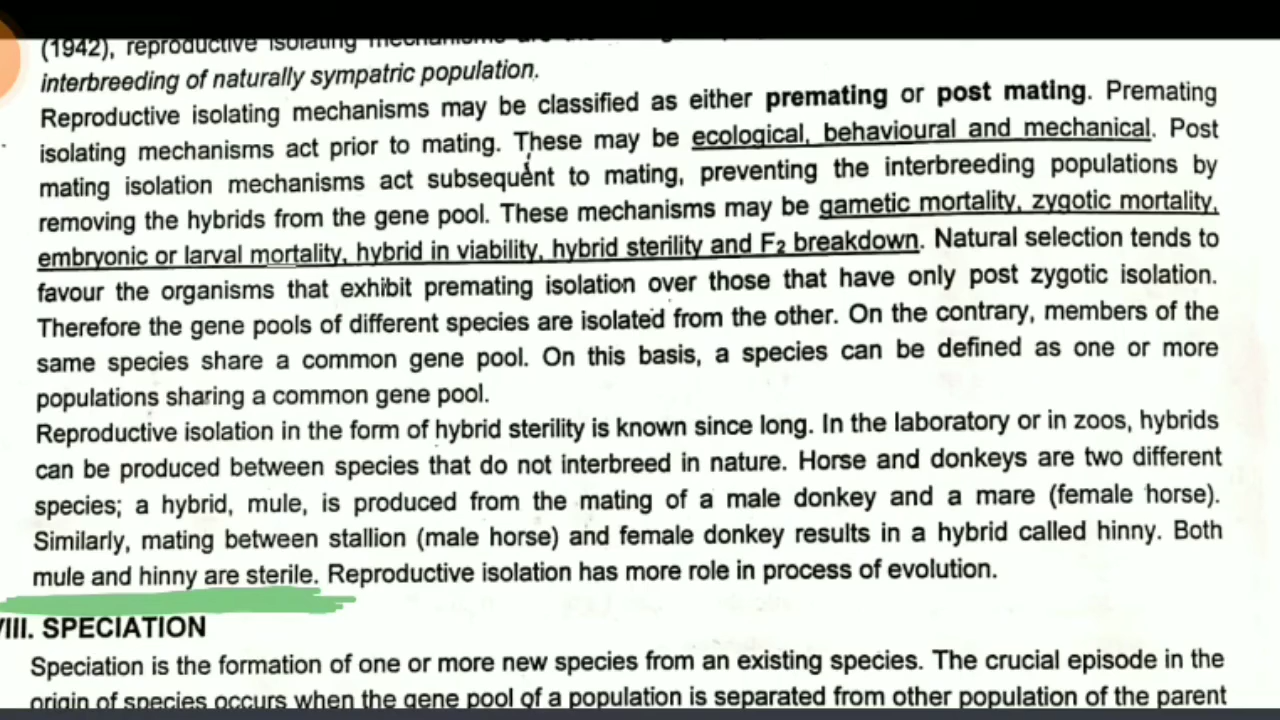 (1942), reproductive isolating mechanisms are the
interbreeding of naturally sympatric population.
Reproductive isolating mechanisms may be classified as either premating or post mating. Premating
isolating mechanisms act prior to mating. These may be ecological, behavioural and mechanical. Post
mating isolation mechanisms act subsequent to mating, preventing the interbreeding populations by
removing the hybrids from the gene pool. These mechanisms may be gametic mortality, zygotic mortality,
embryonic or larval mortality, hybrid in viability, hybrid sterility and F₂ breakdown. Natural selection tends to
favour the organisms that exhibit premating isolation over those that have only post zygotic isolation.
Therefore the gene pools of different species are isolated from the other. On the contrary, members of the
same species share a common gene pool. On this basis, a species can be defined as one or more
populations sharing a common gene pool.
Reproductive isolation in the form of hybrid sterility is known since long. In the laboratory or in zoos, hybrids
can be produced between species that do not interbreed in nature. Horse and donkeys are two different
species; a hybrid, mule, is produced from the mating of a male donkey and a mare (female horse).
Similarly, mating between stallion (male horse) and female donkey results in a hybrid called hinny. Both
mule and hinny are sterile. Reproductive isolation has more role in process of evolution.
VIII. SPECIATION
Speciation is the formation of one or more new species from an existing species. The crucial episode in the
origin of species occurs when the gene pool of a population is separated from other population of the parent